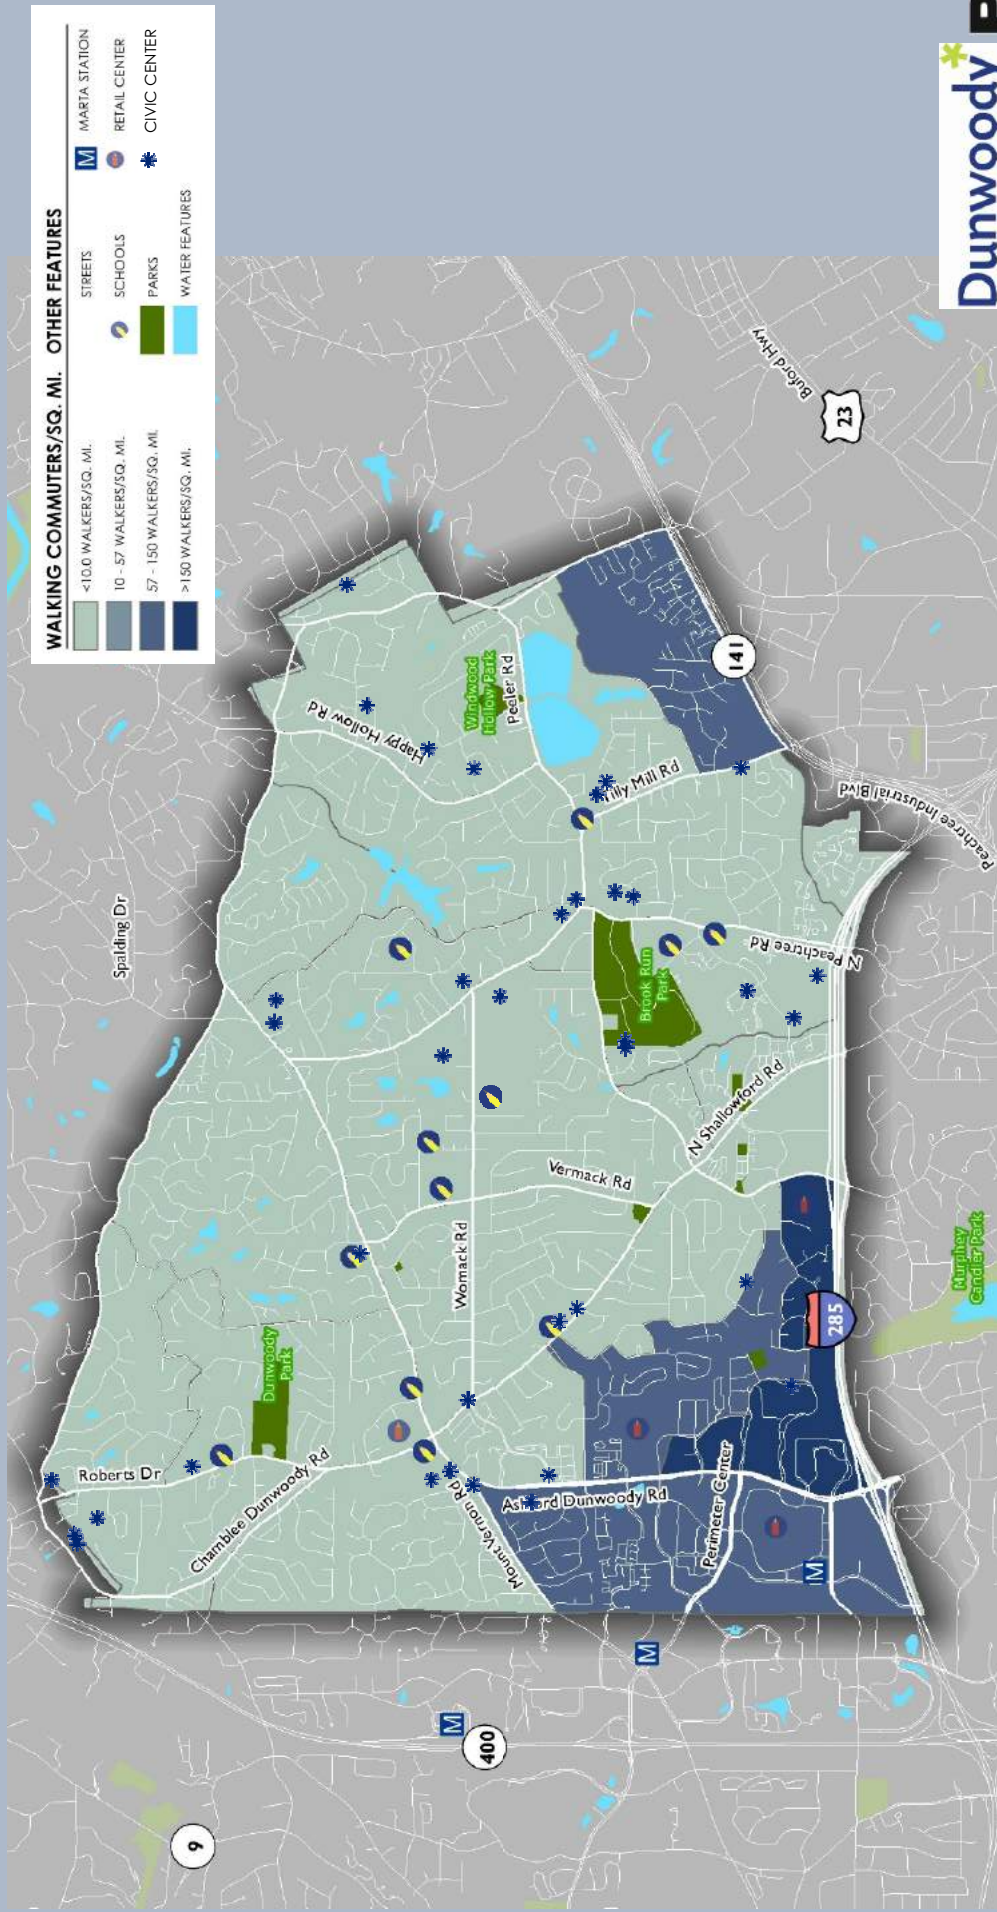 WALKING COMMUTERS/SQ. MI.
<10.0 WALKERS/SQ. MI.
10 - 57 WALKERS/SQ. MI.
57 - 150 WALKERS/SQ. MI.
>150 WALKERS/SQ. MI.
OTHER FEATURES
STREETS
SCHOOLS
PARKS
WATER FEATURES
M MARTA STATION
RETAIL CENTER
CIVIC CENTER
9
400
M
M
M
Spalding Dr
Roberts Dr
Chamblee Dunwoody Rd
Dunwoody
Park
Mount Vernon Rd
Ashford Dunwoody Rd
Perimeter Center
Womack Rd
Vermack Rd
N Shallowford Rd
Brook Run
Park
N Peachtree Rd
Tilly Mill Rd
Happy Hollow Rd
Windwood
Hollow Park
Peeler Rd
285
Murphey
Candler Park
141
Peachtree Industrial Blvd
23
Buford Hwy
Dunwoody